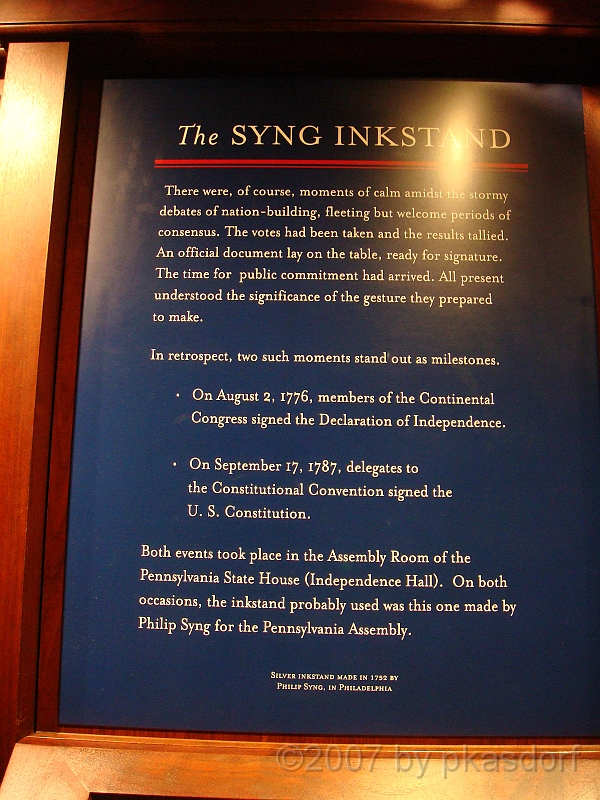 The SYNG INKSTAND
There were, of course, moments of calm amidst the stormy
debates of nation-building, fleeting but welcome periods of
consensus. The votes had been taken and the results tallied.
An official document lay on the table, ready for signature.
The time for public commitment had arrived. All present
understood the significance of the gesture they prepared
to make.
In retrospect, two such moments stand out as milestones.
· On August 2, 1776, members of the Continental
Congress signed the Declaration of Independence.
· On September 17, 1787, delegates to
the Constitutional Convention signed the
U. S. Constitution.
Both events took place in the Assembly Room of the
Pennsylvania State House (Independence Hall). On both
occasions, the inkstand probably used was this one made by
Philip Syng for the Pennsylvania Assembly.
SILVER INKSTAND MADE IN 1752 BY
PHILIP SYNG, IN PHILADELPHIA
©2007 by pkasdorf